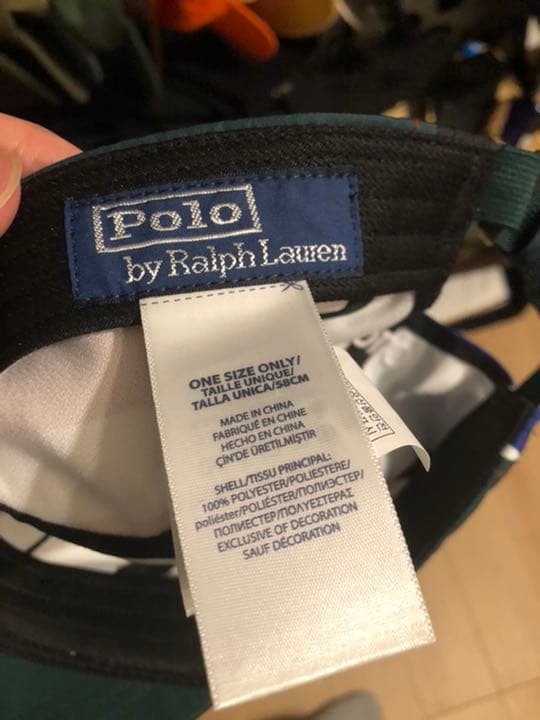 Polo
by Ralph Lauren
ONE SIZE ONLY/
TAILLE UNIQUE/
TALLA UNICA/58CM
MADE IN CHINA
FABRIQUÉ EN CHINE
HECHO EN CHINA
ÇIN'DE ÜRETİLMİŞTİR
SHELL/TISSU PRINCIPAL:
100% POLYESTER/POLIESTERE/
poliéster/POLIÉSTER/ПОЛИЭСТЕР/
ПОЛИЕСТЕР/ΠΟΛΥΕΣΤΕΡΑΣ
EXCLUSIVE OF DECORATION
SAUF DÉCORATION